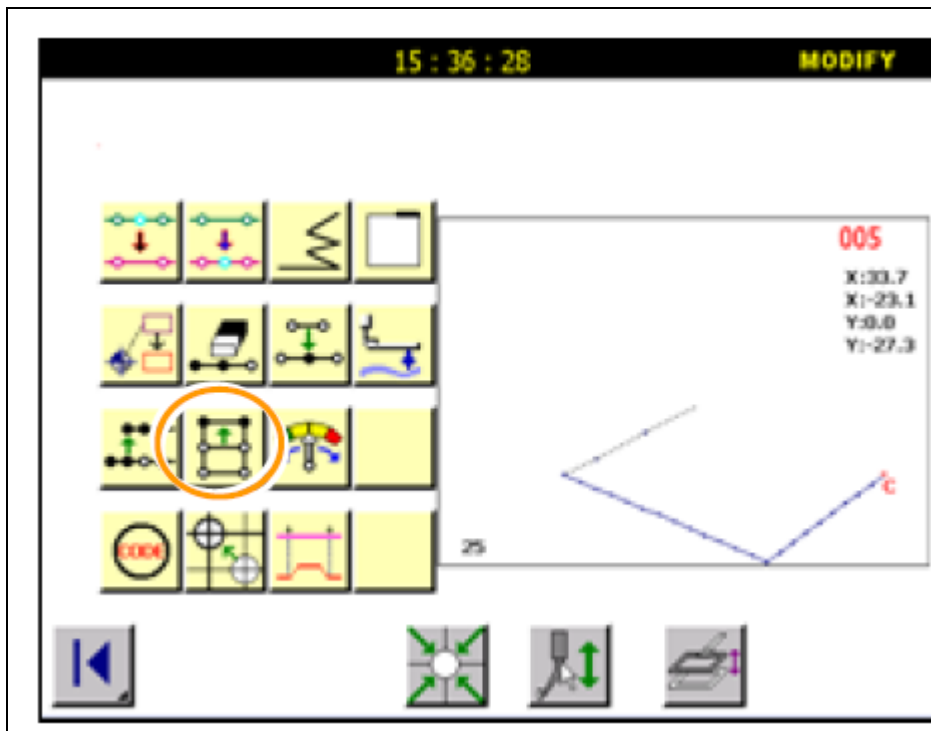 15 : 36 : 28 MODIFY
005
X:33.7
X:-23.1
Y:0.0
Y:-27.3
C
25
CODE